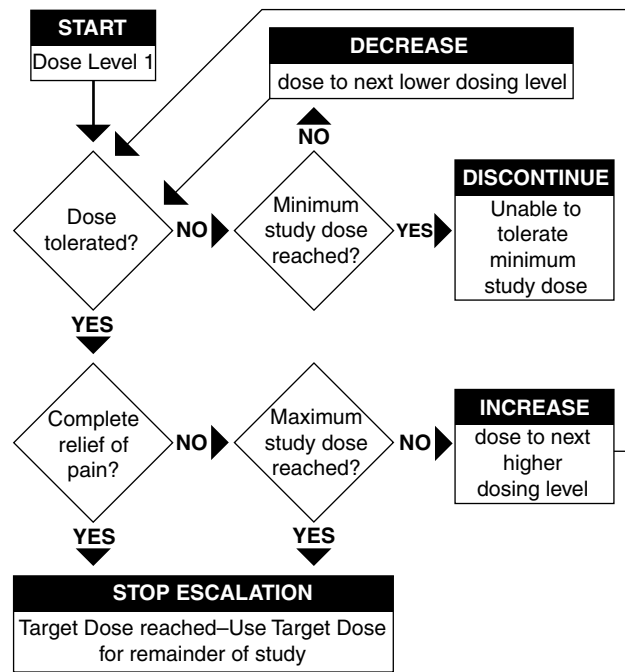 START
Dose Level 1
DECREASE
dose to next lower dosing level
NO
Dose
tolerated?
NO
Minimum
study dose
reached?
YES
DISCONTINUE
Unable to
tolerate
minimum
study dose
YES
Complete
relief of
pain?
NO
Maximum
study dose
reached?
NO
INCREASE
dose to next
higher
dosing level
YES
YES
STOP ESCALATION
Target Dose reached–Use Target Dose
for remainder of study